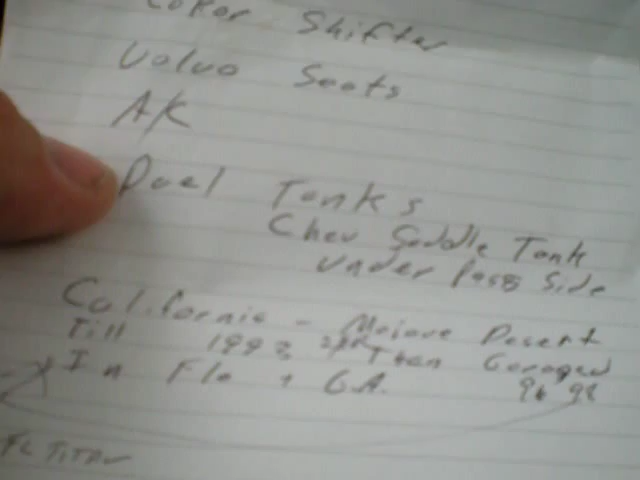 Shifter
Volvo Seats
AK
Duel Tanks
Chev Saddle Tank
under Pass Side
California - Mojave Desert
Till 1993 Then Garaged
In Fla + GA. 96 98
FL Title